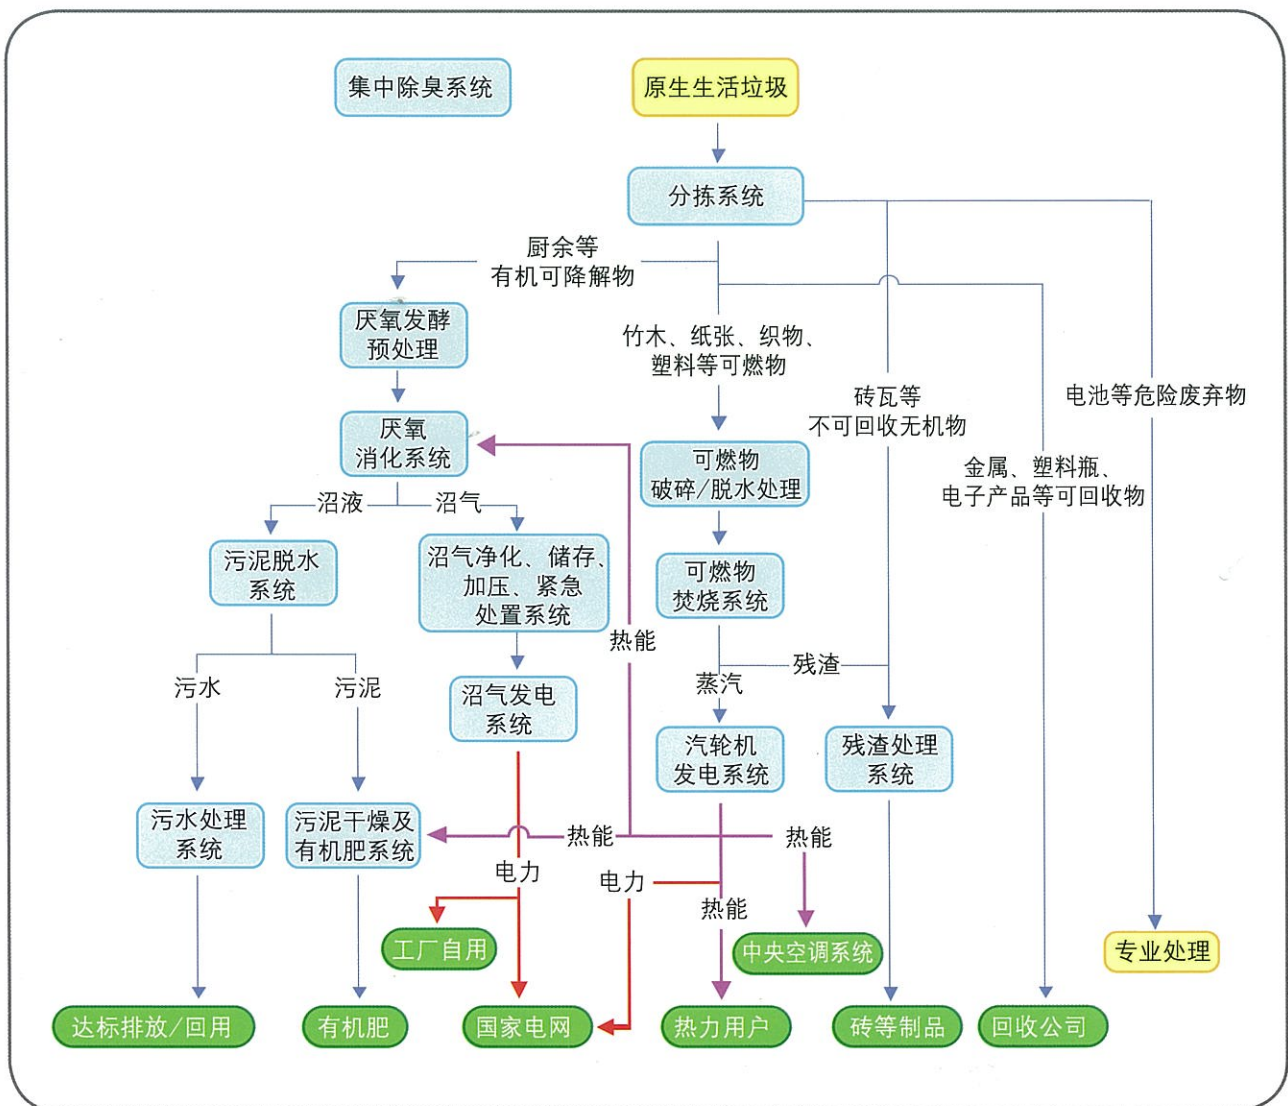 集中除臭系统
原生生活垃圾
分拣系统
厨余等
有机可降解物
厌氧发酵
预处理
竹木、纸张、织物、
塑料等可燃物
砖瓦等
不可回收无机物
电池等危险废弃物
厌氧
消化系统
可燃物
破碎/脱水处理
金属、塑料瓶、
电子产品等可回收物
沼液
沼气
污泥脱水
系统
沼气净化、储存、
加压、紧急
处置系统
可燃物
焚烧系统
热能
残渣
污水
污泥
蒸汽
沼气发电
系统
汽轮机
发电系统
残渣处理
系统
污水处理
系统
污泥干燥及
有机肥系统
热能
热能
电力
电力
热能
工厂自用
中央空调系统
专业处理
达标排放/回用
有机肥
国家电网
热力用户
砖等制品
回收公司